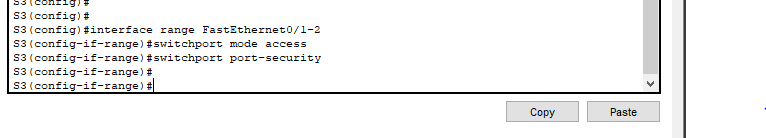 S3(config)#
S3(config)#
S3(config)#interface range FastEthernet0/1-2
S3(config-if-range)#switchport mode access
S3(config-if-range)#switchport port-security
S3(config-if-range)#
S3(config-if-range)#
Copy
Paste